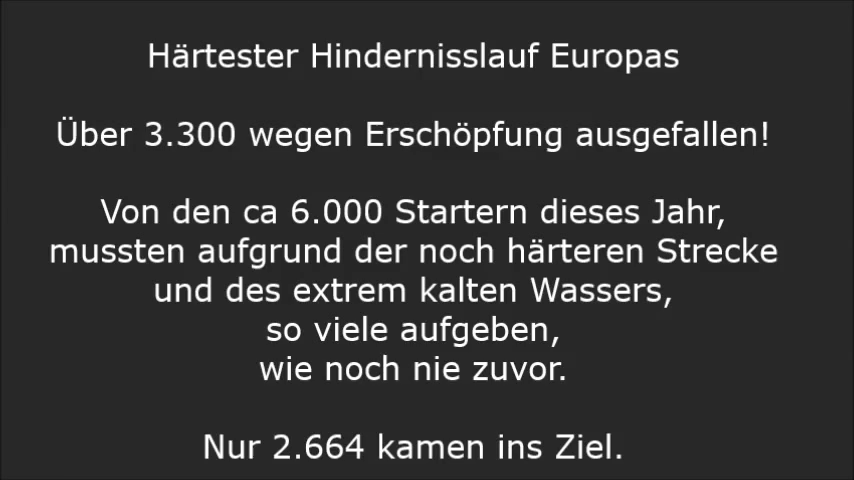 Härtester Hindernisslauf Europas
Über 3.300 wegen Erschöpfung ausgefallen!
Von den ca 6.000 Startern dieses Jahr,
mussten aufgrund der noch härteren Strecke
und des extrem kalten Wassers,
so viele aufgeben,
wie noch nie zuvor.
Nur 2.664 kamen ins Ziel.